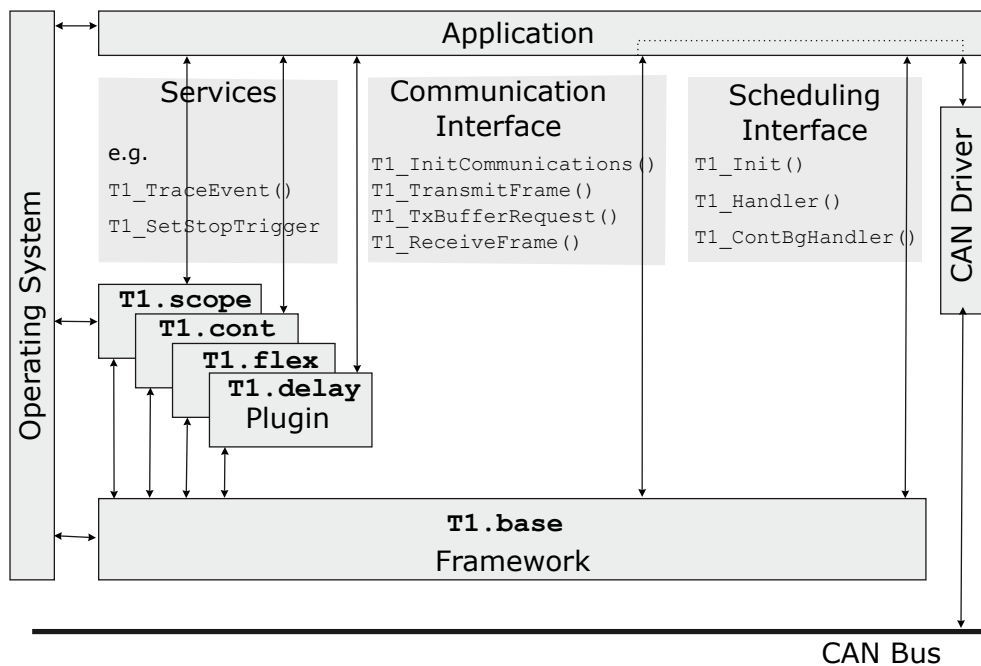 Application
Operating System
Services
e.g.
T1_TraceEvent()
T1_SetStopTrigger
Communication
Interface
T1_InitCommunications()
T1_TransmitFrame()
T1_TxBufferRequest()
T1_ReceiveFrame()
Scheduling
Interface
T1_Init()
T1_Handler()
T1_ContBgHandler()
CAN Driver
T1.scope
T1.cont
T1.flex
T1.delay
Plugin
T1.base
Framework
CAN Bus